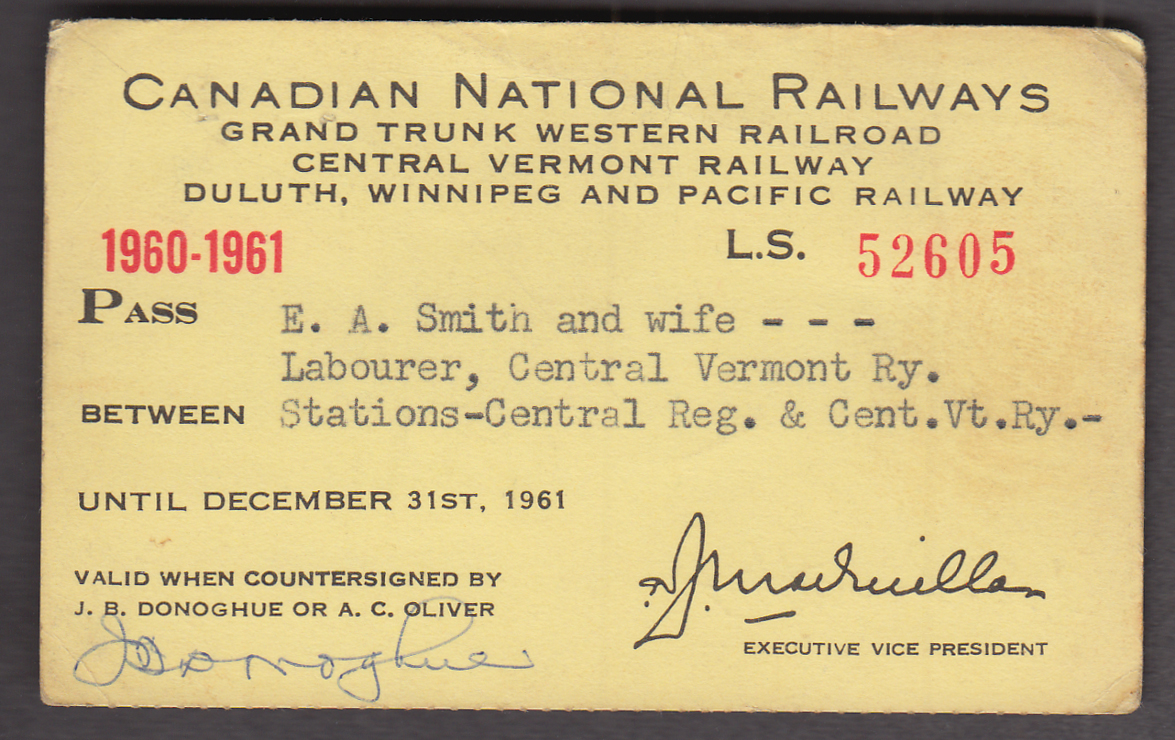 CANADIAN NATIONAL RAILWAYS
GRAND TRUNK WESTERN RAILROAD
CENTRAL VERMONT RAILWAY
DULUTH, WINNIPEG AND PACIFIC RAILWAY
1960-1961 L.S. 52605
PASS E. A. Smith and wife - - -
Labourer, Central Vermont Ry.
BETWEEN Stations-Central Reg. & Cent.Vt.Ry.-
UNTIL DECEMBER 31ST, 1961
VALID WHEN COUNTERSIGNED BY
J. B. DONOGHUE OR A. C. OLIVER
JBDonoghue
EXECUTIVE VICE PRESIDENT